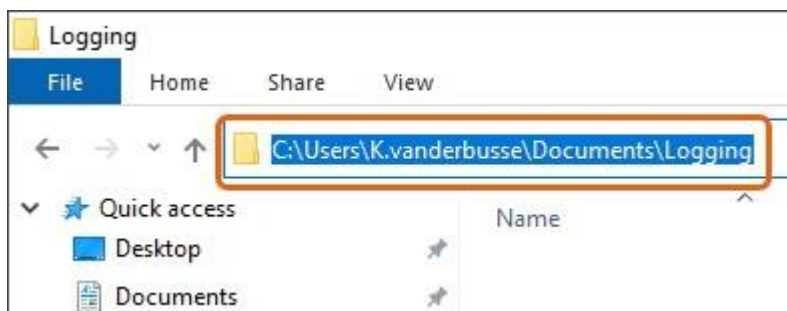 Logging
File Home Share View
C:\Users\K.vanderbusse\Documents\Logging
Quick access
Name
Desktop
Documents